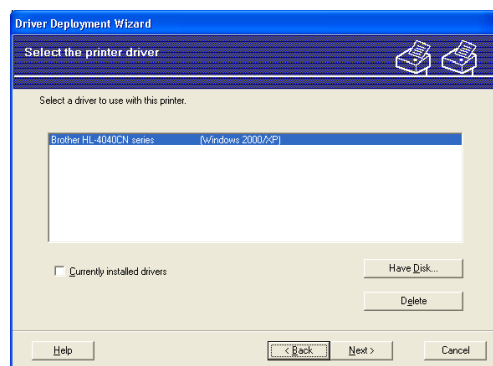 Driver Deployment Wizard
Select the printer driver
Select a driver to use with this printer.
Brother HL-4040CN series (Windows 2000/XP)
Currently installed drivers
Have Disk...
Delete
Help
< Back
Next >
Cancel